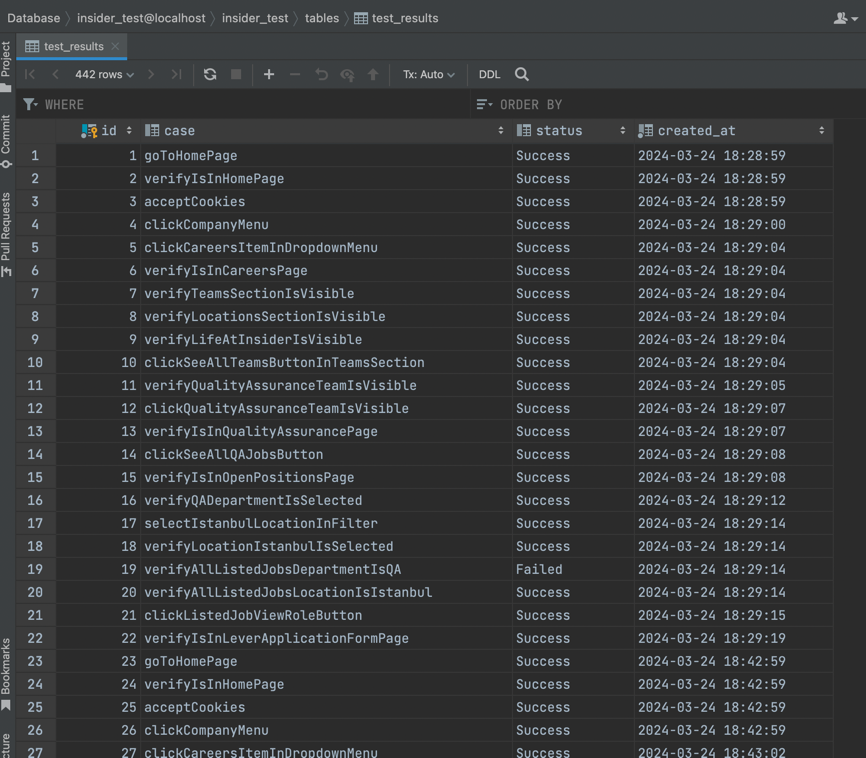 Database insider_test@localhost insider_test tables test_results
Project
Commit
Pull Requests
Bookmarks
cture
test_results
442 rows Tx: Auto DDL
WHERE ORDER BY
id case status created_at
1 1 goToHomePage Success 2024-03-24 18:28:59
2 2 verifyIsInHomePage Success 2024-03-24 18:28:59
3 3 acceptCookies Success 2024-03-24 18:28:59
4 4 clickCompanyMenu Success 2024-03-24 18:29:00
5 5 clickCareersItemInDropdownMenu Success 2024-03-24 18:29:04
6 6 verifyIsInCareersPage Success 2024-03-24 18:29:04
7 7 verifyTeamsSectionIsVisible Success 2024-03-24 18:29:04
8 8 verifyLocationsSectionIsVisible Success 2024-03-24 18:29:04
9 9 verifyLifeAtInsiderIsVisible Success 2024-03-24 18:29:04
10 10 clickSeeAllTeamsButtonInTeamsSection Success 2024-03-24 18:29:04
11 11 verifyQualityAssuranceTeamIsVisible Success 2024-03-24 18:29:05
12 12 clickQualityAssuranceTeamIsVisible Success 2024-03-24 18:29:07
13 13 verifyIsInQualityAssurancePage Success 2024-03-24 18:29:07
14 14 clickSeeAllQAJobsButton Success 2024-03-24 18:29:08
15 15 verifyIsInOpenPositionsPage Success 2024-03-24 18:29:08
16 16 verifyQADepartmentIsSelected Success 2024-03-24 18:29:12
17 17 selectIstanbulLocationInFilter Success 2024-03-24 18:29:14
18 18 verifyLocationIstanbulIsSelected Success 2024-03-24 18:29:14
19 19 verifyAllListedJobsDepartmentIsQA Failed 2024-03-24 18:29:14
20 20 verifyAllListedJobsLocationIsIstanbul Success 2024-03-24 18:29:14
21 21 clickListedJobViewRoleButton Success 2024-03-24 18:29:15
22 22 verifyIsInLeverApplicationFormPage Success 2024-03-24 18:29:19
23 23 goToHomePage Success 2024-03-24 18:42:59
24 24 verifyIsInHomePage Success 2024-03-24 18:42:59
25 25 acceptCookies Success 2024-03-24 18:42:59
26 26 clickCompanyMenu Success 2024-03-24 18:42:59
27 27 clickCareersItemInDropdownMenu Success 2024-03-24 18:43:02